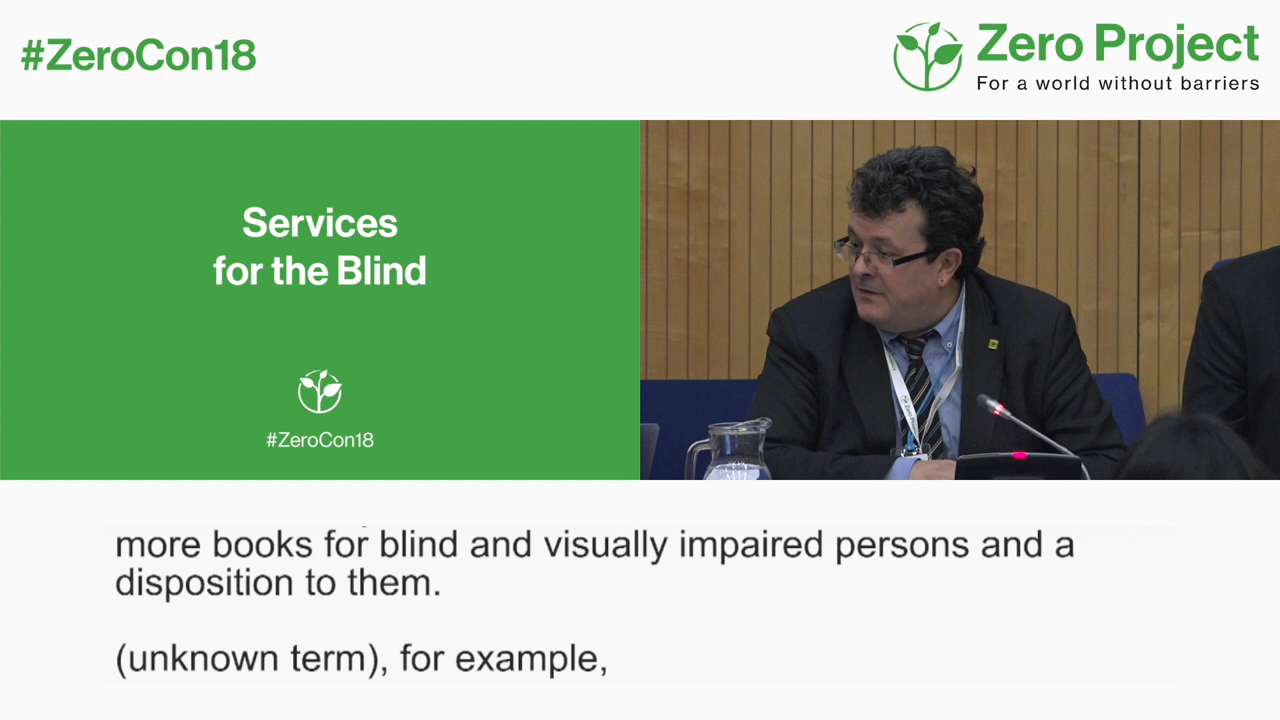 #ZeroCon18
Zero Project
For a world without barriers
Services
for the Blind
#ZeroCon18
more books for blind and visually impaired persons and a
disposition to them.
(unknown term), for example,